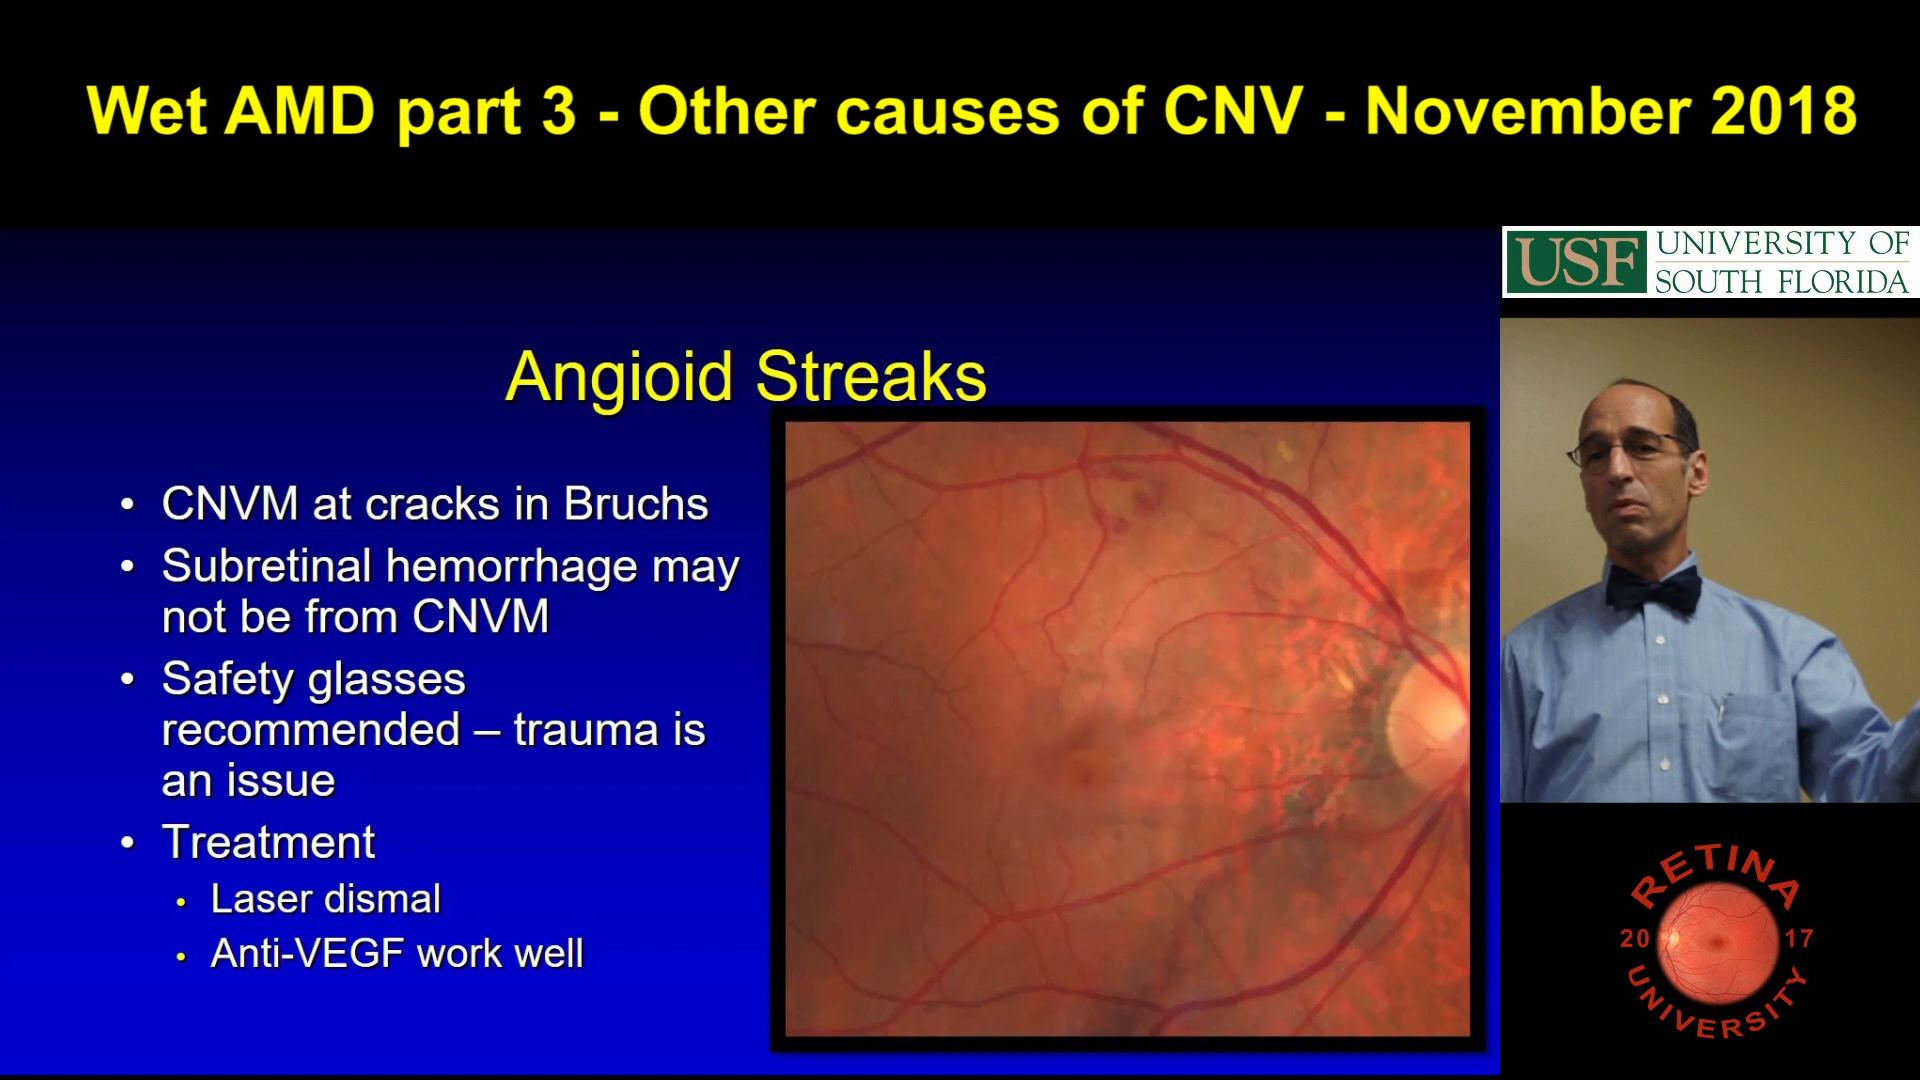 Wet AMD part 3 - Other causes of CNV - November 2018
USF UNIVERSITY OF
SOUTH FLORIDA
Angioid Streaks
• CNVM at cracks in Bruchs
• Subretinal hemorrhage may
not be from CNVM
• Safety glasses
recommended – trauma is
an issue
• Treatment
• Laser dismal
• Anti-VEGF work well
RETINA
20 17
UNIVERSITY